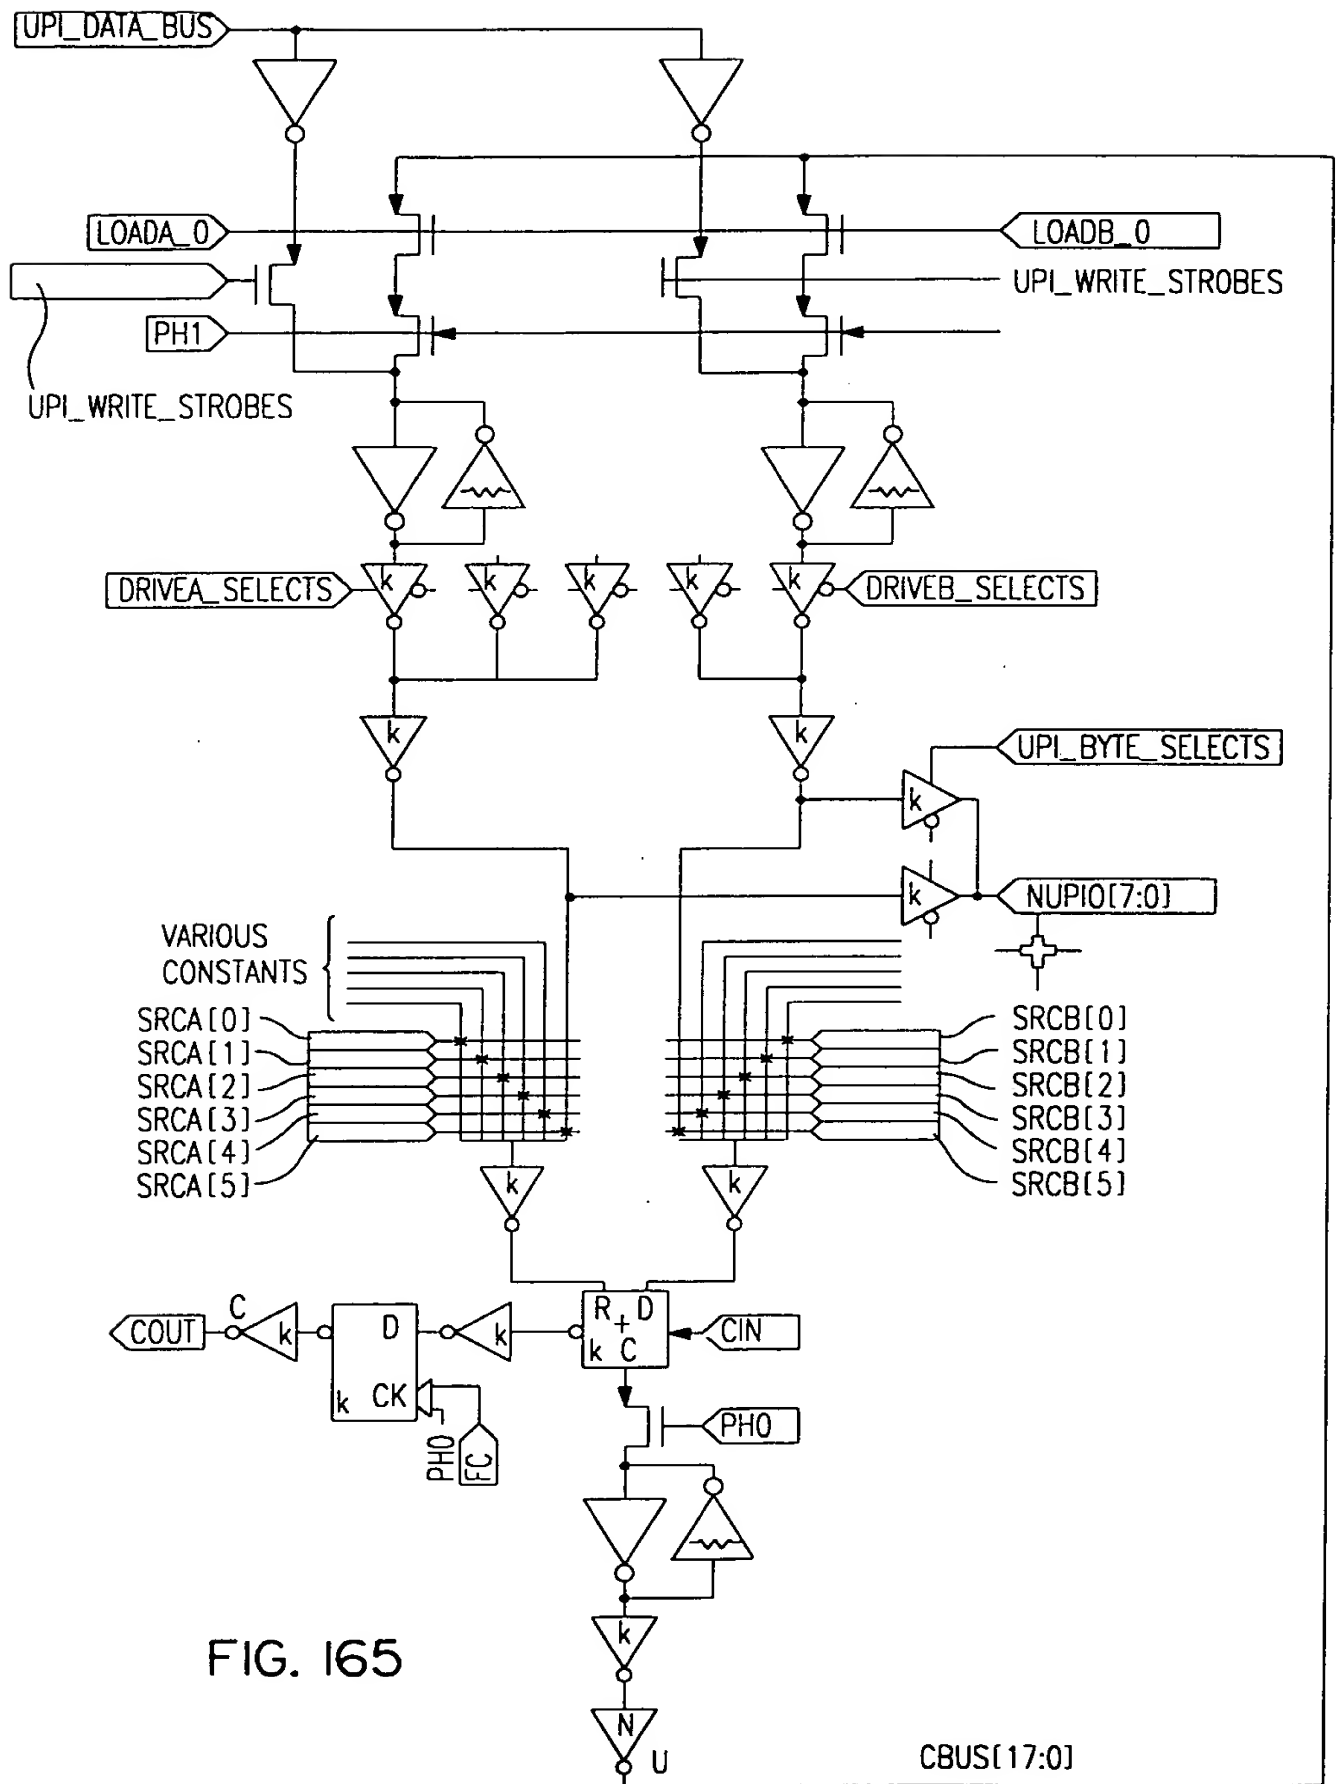 UPI_DATA_BUS
LOADA_0
LOADB_0
UPI_WRITE_STROBES
PH1
UPI_WRITE_STROBES
DRIVEA_SELECTS
k
k
k
k
k
DRIVEB_SELECTS
k
k
UPI_BYTE_SELECTS
k
k
NUPIO[7:0]
VARIOUS
CONSTANTS
SRCA[0]
SRCA[1]
SRCA[2]
SRCA[3]
SRCA[4]
SRCA[5]
SRCB[0]
SRCB[1]
SRCB[2]
SRCB[3]
SRCB[4]
SRCB[5]
k
k
COUT
C
k
D
k
CK
k
R + D
k C
CIN
PH0
FC
PH0
k
N
U
FIG. 165
CBUS[17:0]